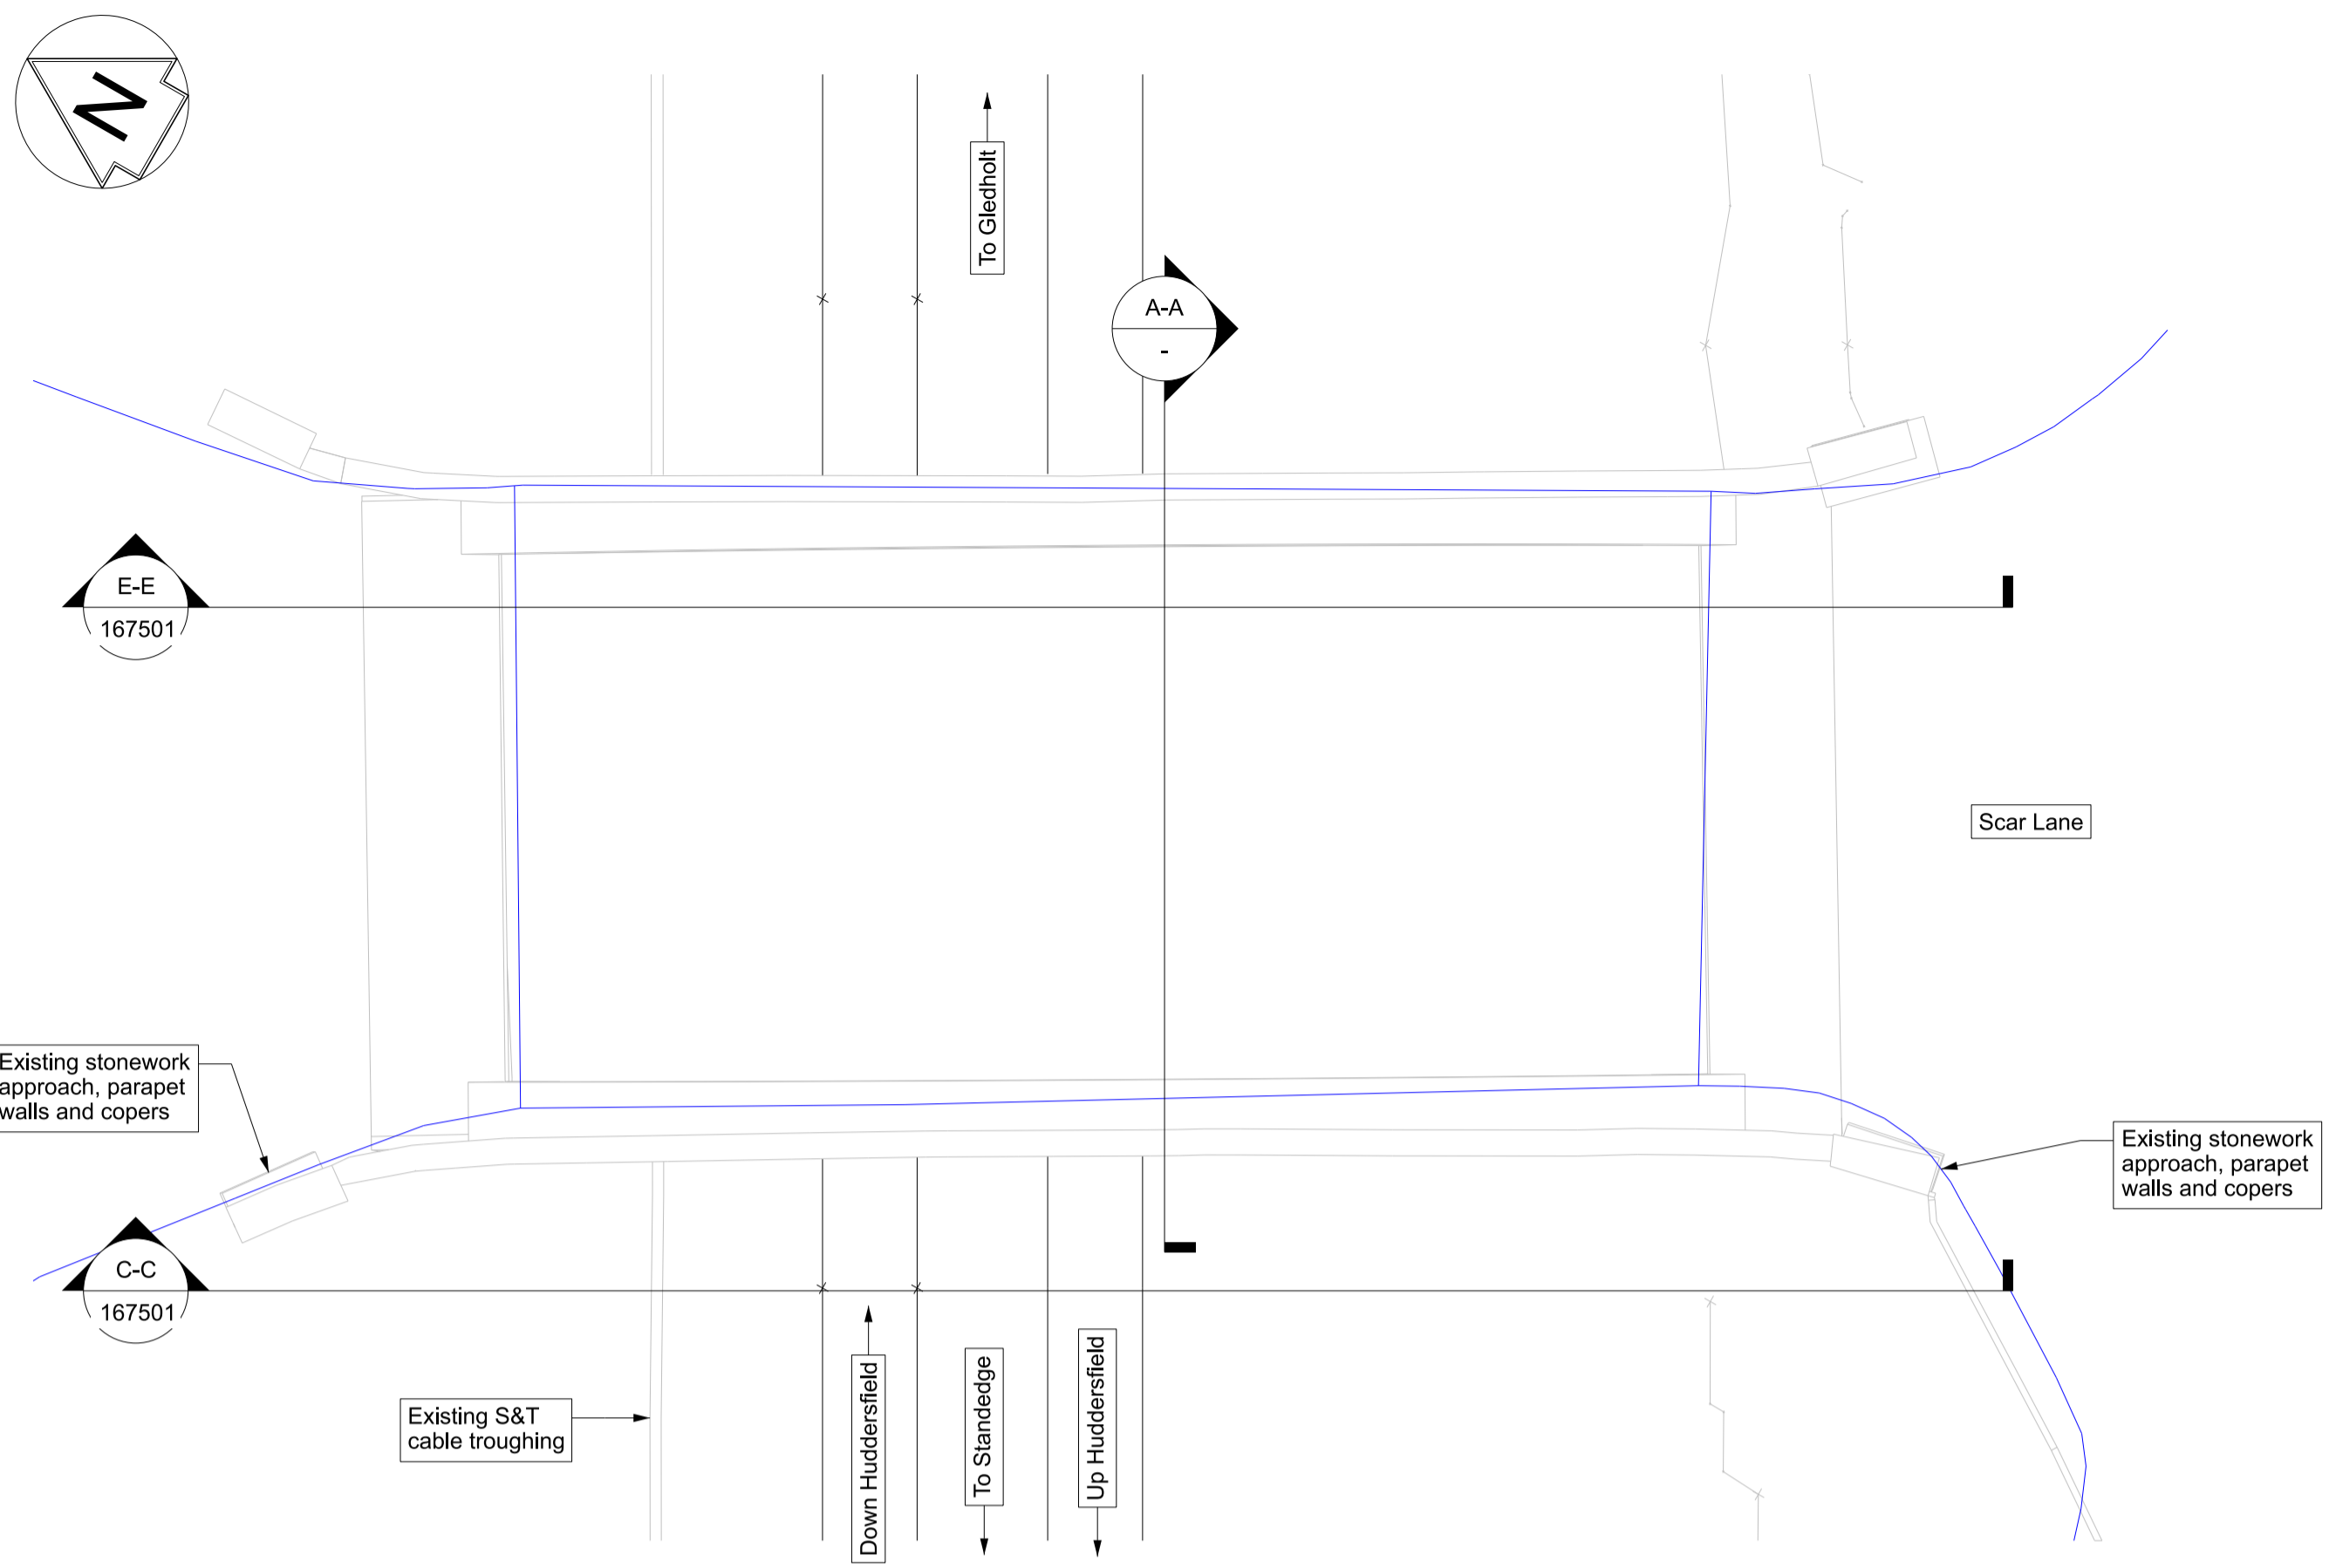 N
To Gledholt
A-A
-
E-E
167501
Scar Lane
Existing stonework
approach, parapet
walls and copers
Existing stonework
approach, parapet
walls and copers
C-C
167501
Existing S&T
cable troughing
Down Huddersfield
To Standedge
Up Huddersfield